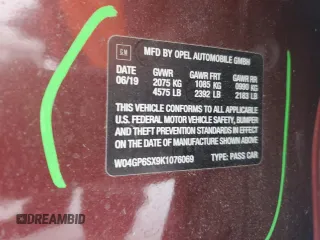 GM
MFD BY OPEL AUTOMOBILE GMBH
DATE GVWR GAWR FRT GAWR RR
06/19 2075 KG 1085 KG 0990 KG
4575 LB 2392 LB 2183 LB
THIS VEHICLE CONFORMS TO ALL APPLICABLE
U.S. FEDERAL MOTOR VEHICLE SAFETY, BUMPER
AND THEFT PREVENTION STANDARDS IN EFFECT
ON THE DATE OF MANUFACTURE SHOWN ABOVE.
W04GP6SX9K1076069 TYPE: PASS CAR
DREAMBID